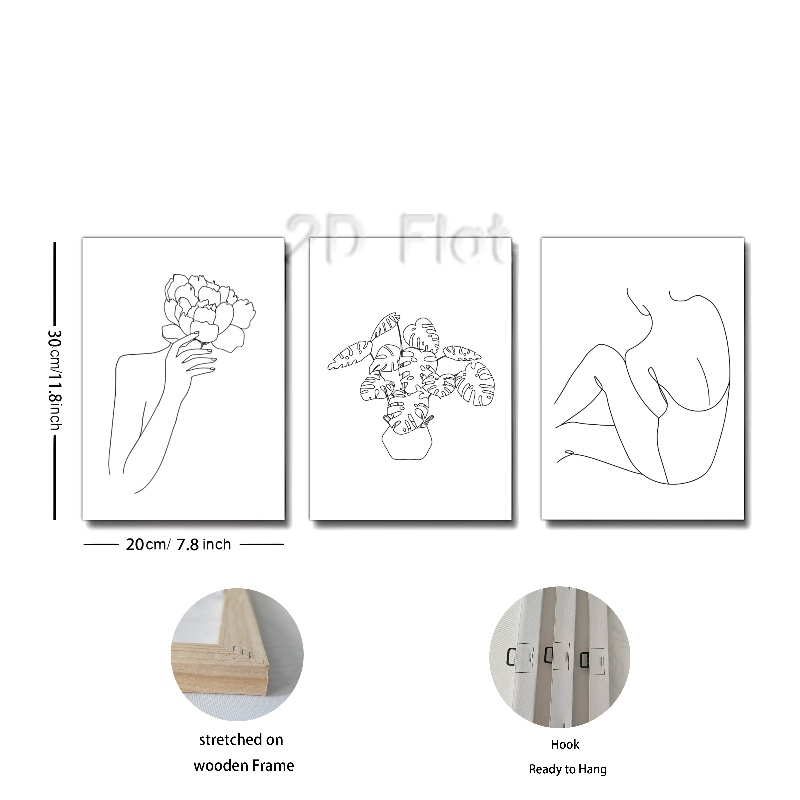 2D Flat
30cm/11.8inch
20cm/ 7.8 inch
stretched on
wooden Frame
Hook
Ready to Hang